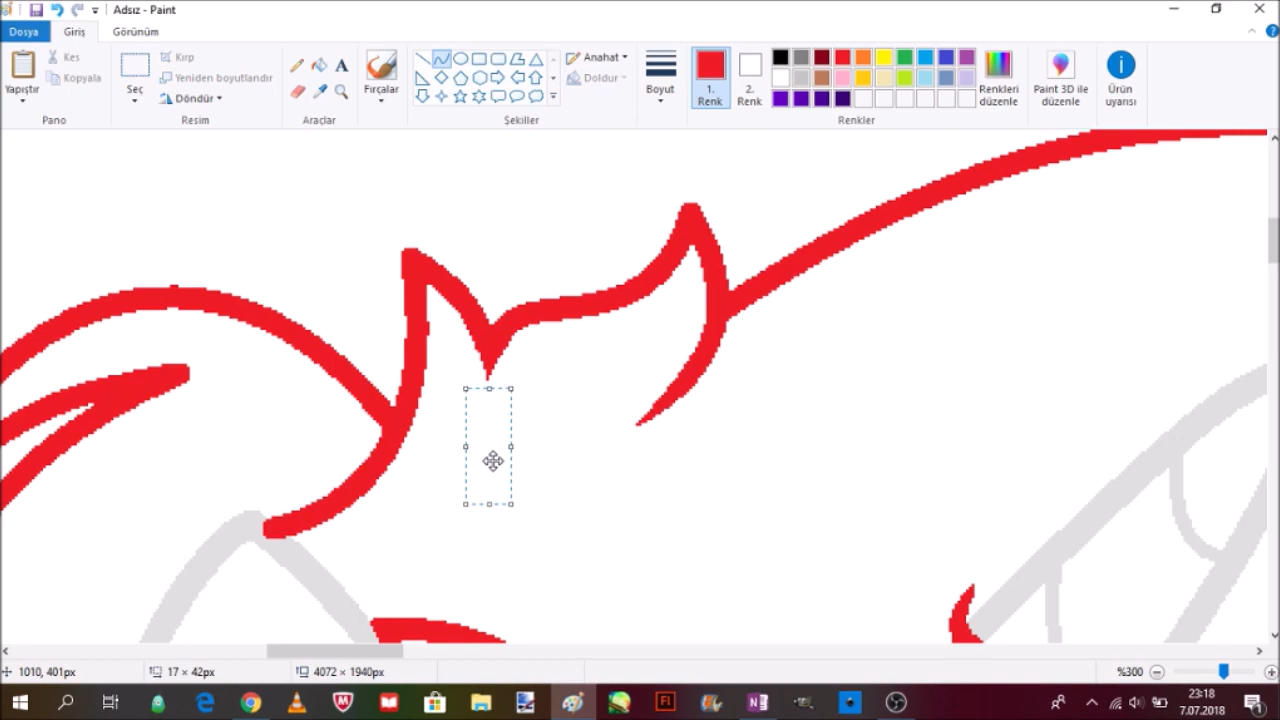 Adsız - Paint
Dosya Giriş Görünüm
Yapıştır
Kes
Kopyala
Pano
Seç
Kırp
Yeniden boyutlandır
Döndür
Resim
A
Araçlar
Fırçalar
Şekiller
Anahat
Doldur
Boyut
1.
Renk
2.
Renk
Renkler
Renkleri
düzenle
Paint 3D ile
düzenle
Ürün
uyarısı
1010, 401px 17 × 42px 4072 × 1940px %300
23:18
7.07.2018